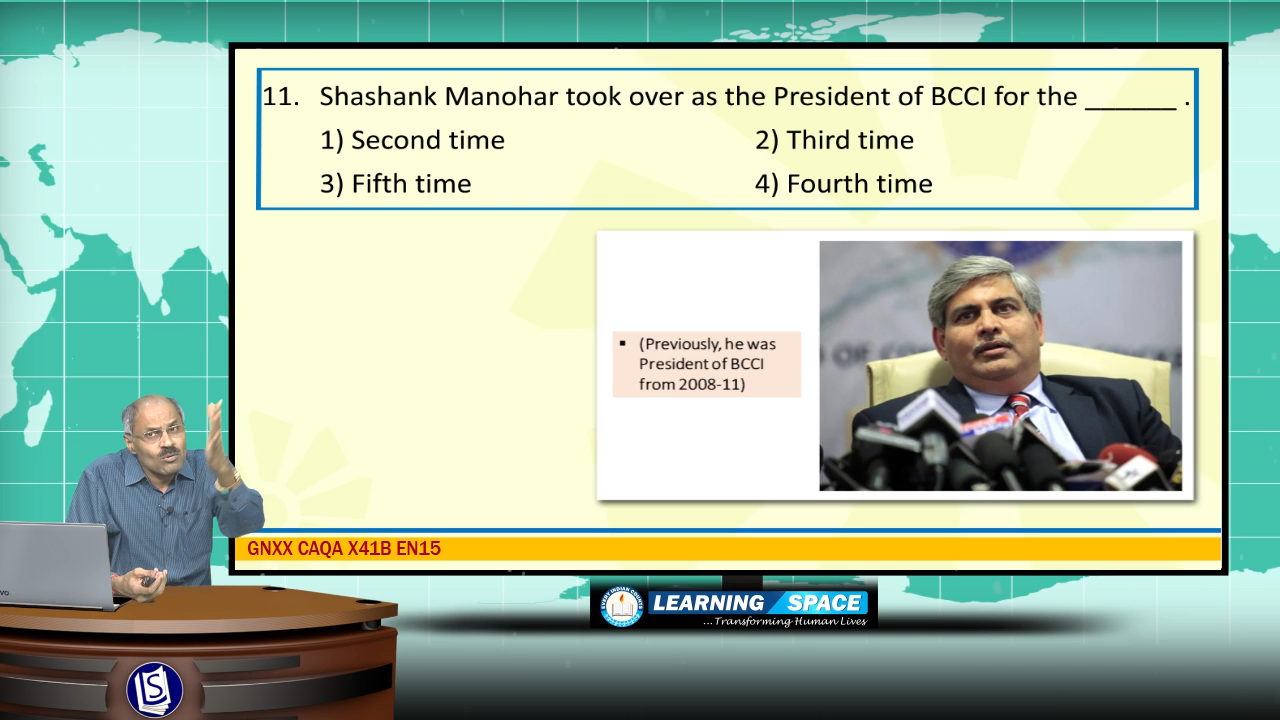 11. Shashank Manohar took over as the President of BCCI for the ______ .
1) Second time 2) Third time
3) Fifth time 4) Fourth time
▪ (Previously, he was
President of BCCI
from 2008-11)
GNXX CAQA X41B EN15
LEARNING SPACE
...Transforming Human Lives
LS